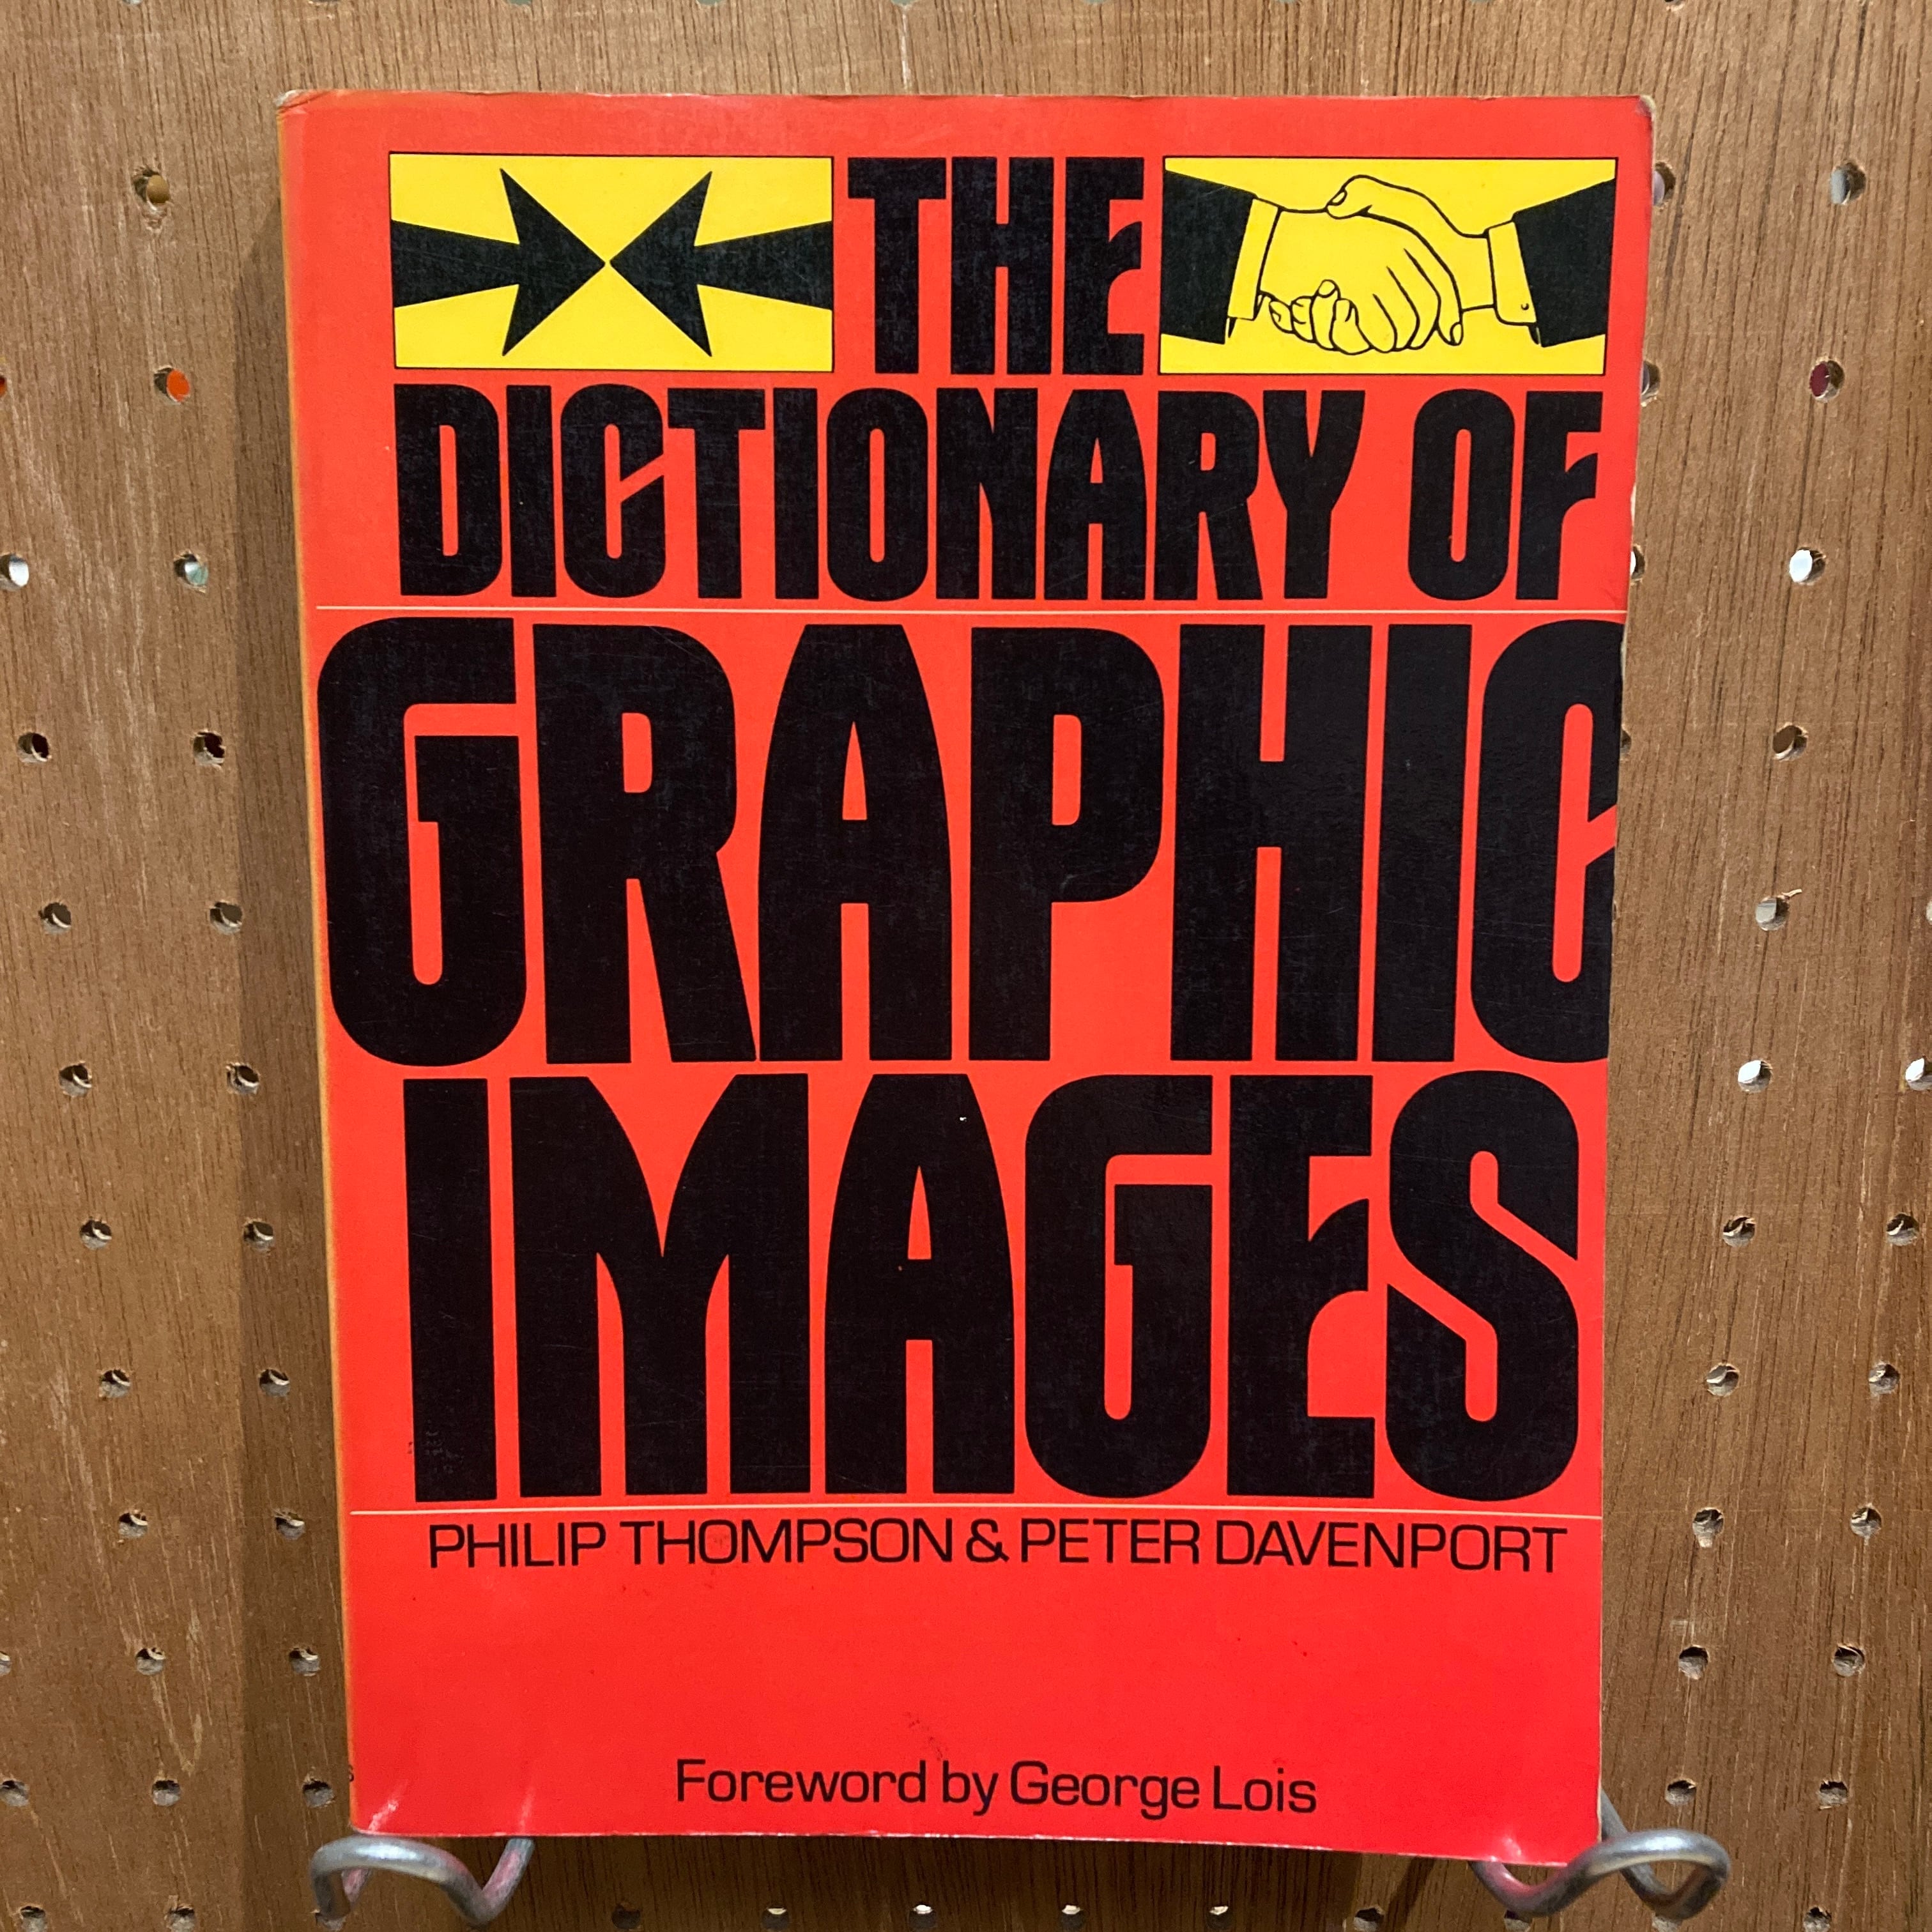 THE
DICTIONARY OF
GRAPHIC
IMAGES
PHILIP THOMPSON & PETER DAVENPORT
Foreword by George Lois